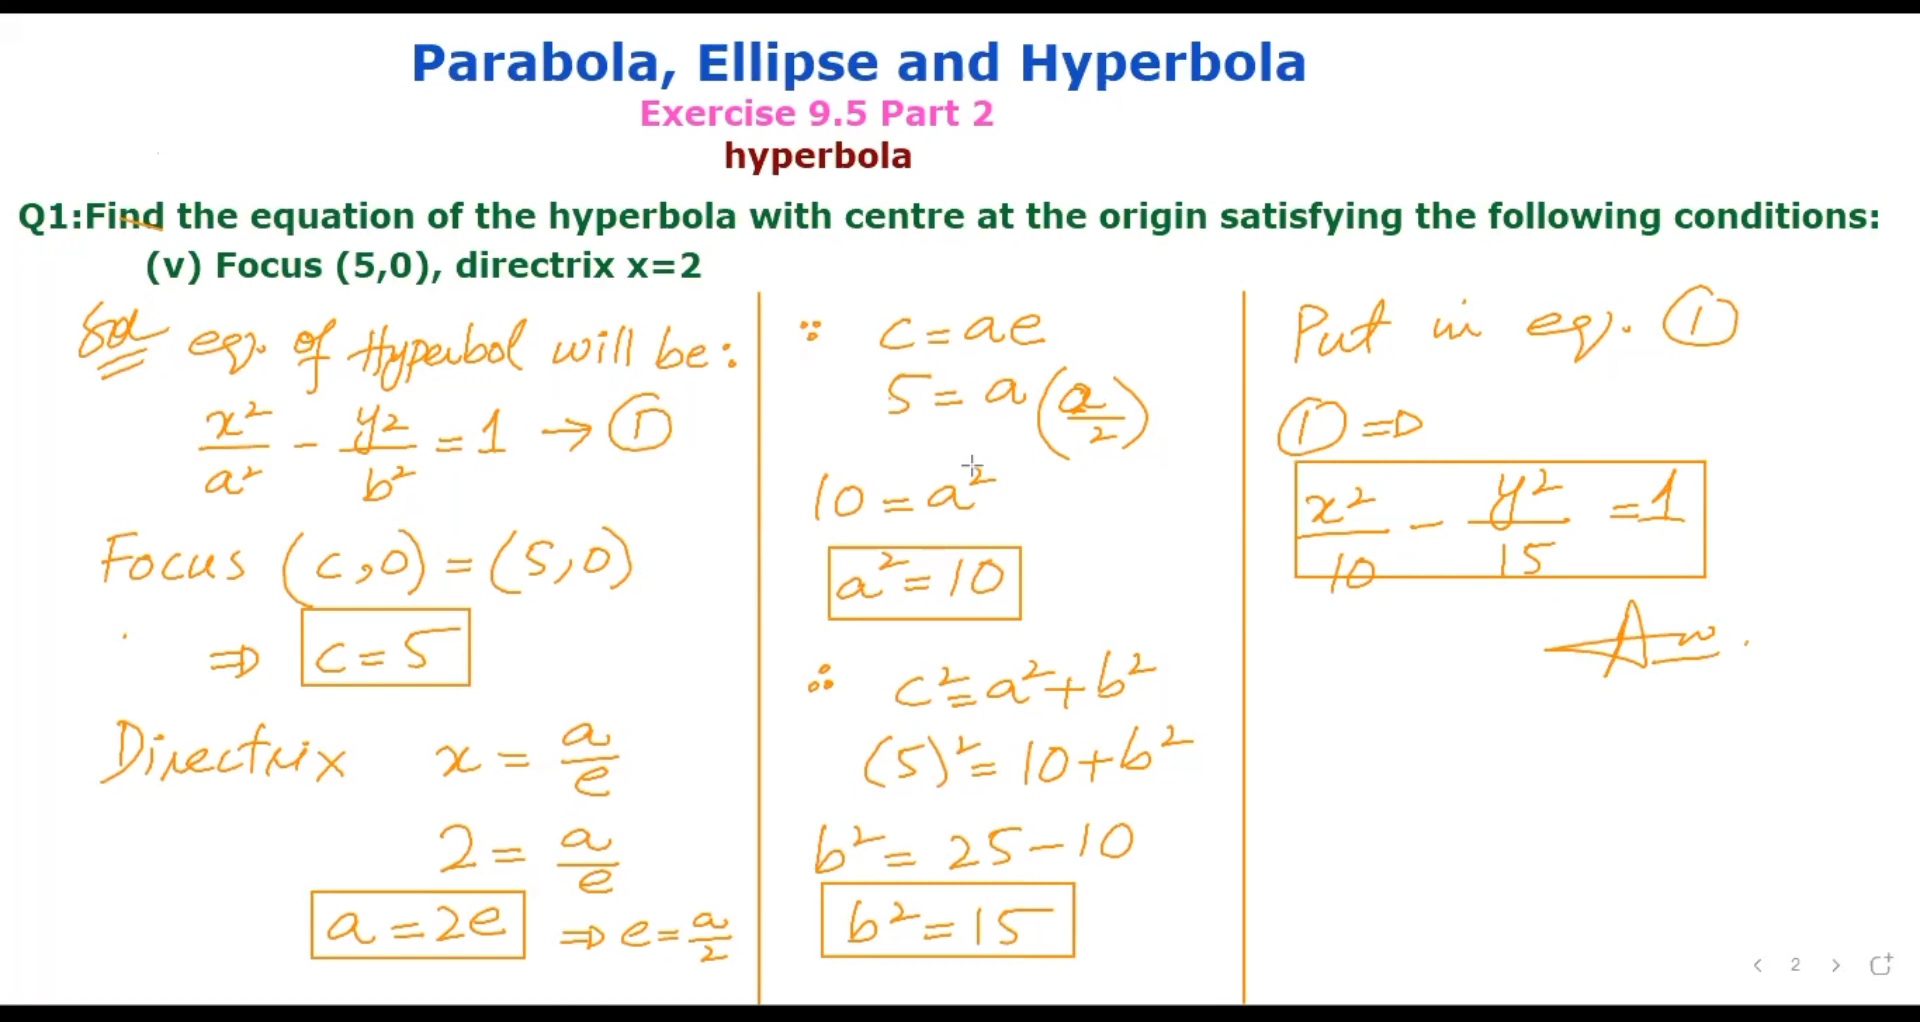 Parabola, Ellipse and Hyperbola
Exercise 9.5 Part 2
hyperbola
Q1:Find the equation of the hyperbola with centre at the origin satisfying the following conditions:
(v) Focus (5,0), directrix x=2
Sol eq. of Hyperbol will be:
x²/a² - y²/b² = 1 → ①
Focus (c,0) = (5,0)
⇒ c = 5
Directrix x = a/e
2 = a/e
a = 2e ⇒ e = a/2
∵ c = ae
5 = a(a/2)
10 = a²
a² = 10
∴ c² = a² + b²
(5)² = 10 + b²
b² = 25 - 10
b² = 15
Put in eq. ①
① ⇒
x²/10 - y²/15 = 1
Ans.
2